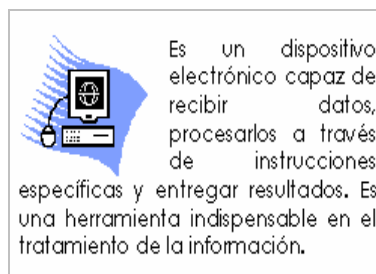 Es un dispositivo
electrónico capaz de
recibir datos,
procesarlos a través
de instrucciones
específicas y entregar resultados. Es
una herramienta indispensable en el
tratamiento de la información.